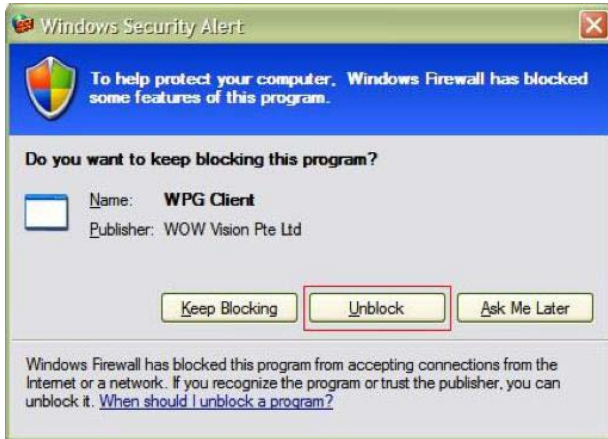 Windows Security Alert
To help protect your computer, Windows Firewall has blocked
some features of this program.
Do you want to keep blocking this program?
Name: WPG Client
Publisher: WOW Vision Pte Ltd
Keep Blocking Unblock Ask Me Later
Windows Firewall has blocked this program from accepting connections from the
Internet or a network. If you recognize the program or trust the publisher, you can
unblock it. When should I unblock a program?